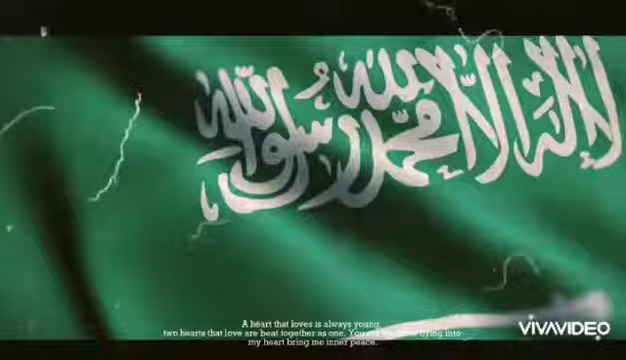 لا إله إلا الله محمد رسول الله
A heart that loves is always young.
two hearts that love are beat together as one. You flying into
my heart bring me inner peace.
VIVAVIDEO